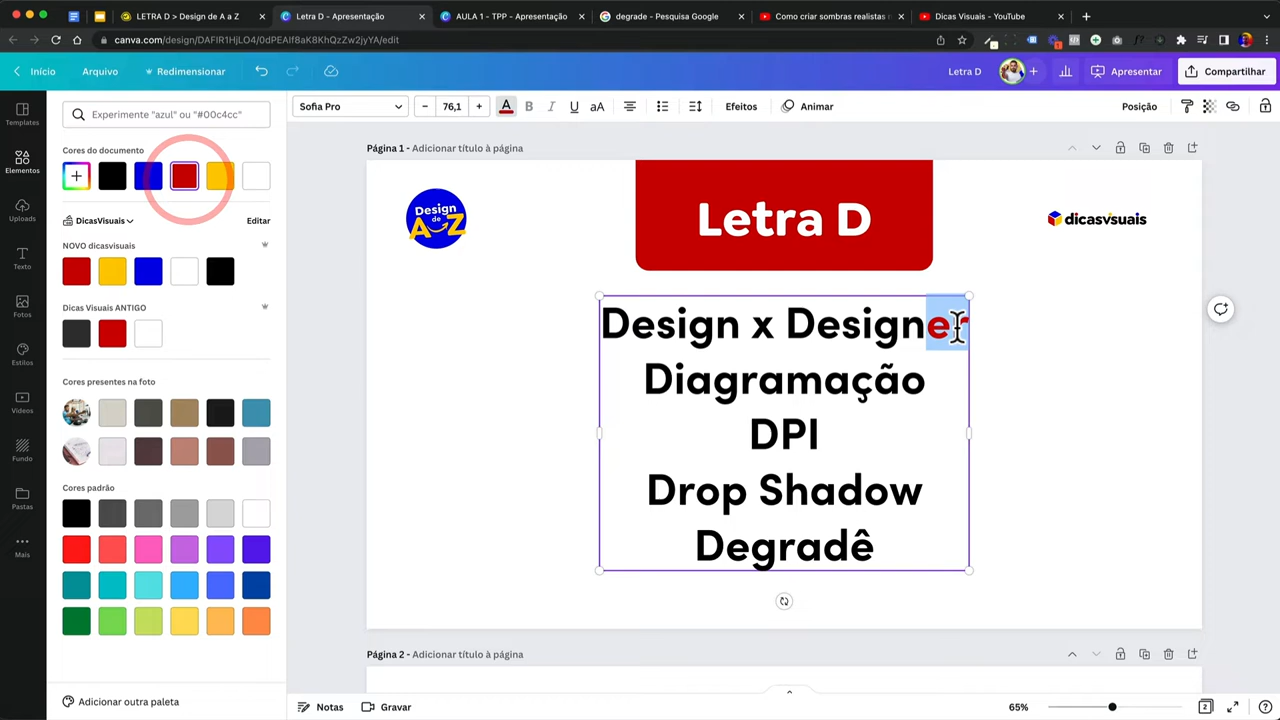 LETRA D > Design de A a Z
Letra D - Apresentação
AULA 1 - TPP - Apresentação
degrade - Pesquisa Google
Como criar sombras realistas n
Dicas Visuais - YouTube
canva.com/design/DAFIR1HjLO4/0dPEAlf8aK8KhQzZw2jyYA/edit
Início
Arquivo
Redimensionar
Letra D
Apresentar
Compartilhar
Templates
Elementos
Uploads
Texto
Fotos
Estilos
Vídeos
Fundo
Pastas
Mais
Experimente "azul" ou "#00c4cc"
Cores do documento
DicasVisuais
Editar
NOVO dicasvisuais
Dicas Visuais ANTIGO
Cores presentes na foto
Cores padrão
Adicionar outra paleta
Sofia Pro
76,1
A
B
I
U
aA
Efeitos
Animar
Posição
Página 1 - Adicionar título à página
Design
de
A Z
Letra D
dicasvisuais
Design x Designer
Diagramação
DPI
Drop Shadow
Degradê
Página 2 - Adicionar título à página
Notas
Gravar
65%
2